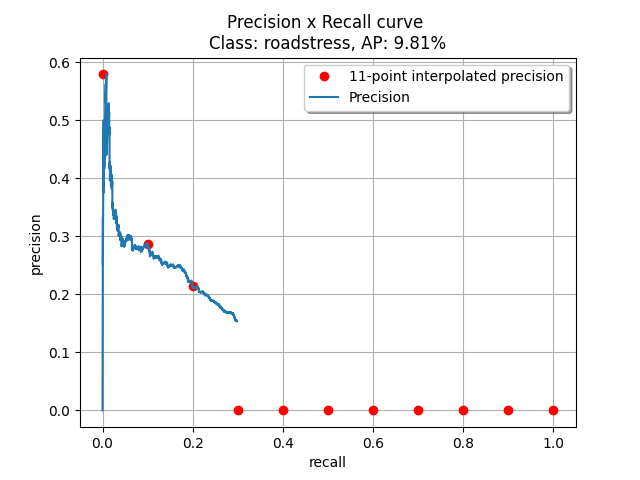 Precision x Recall curve
Class: roadstress, AP: 9.81%
11-point interpolated precision
Precision
precision
0.6
0.5
0.4
0.3
0.2
0.1
0.0
0.0 0.2 0.4 0.6 0.8 1.0
recall